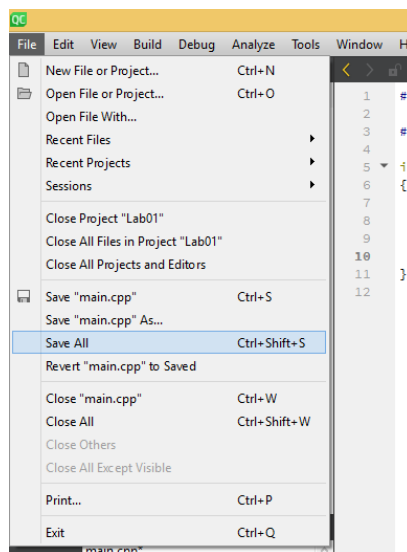 QC
File Edit View Build Debug Analyze Tools Window H
New File or Project... Ctrl+N
Open File or Project... Ctrl+O
Open File With...
Recent Files
Recent Projects
Sessions
Close Project "Lab01"
Close All Files in Project "Lab01"
Close All Projects and Editors
Save "main.cpp" Ctrl+S
Save "main.cpp" As...
Save All Ctrl+Shift+S
Revert "main.cpp" to Saved
Close "main.cpp" Ctrl+W
Close All Ctrl+Shift+W
Close Others
Close All Except Visible
Print... Ctrl+P
Exit Ctrl+Q
main.cpp"
1 #
2
3 #
4
5 i
6 {
7
8
9
10
11 }
12